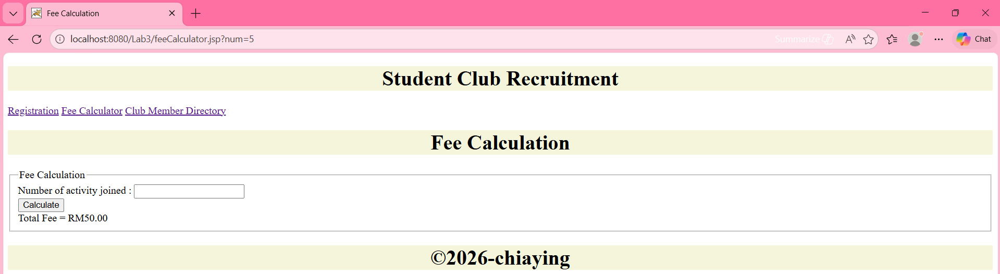 Fee Calculation
localhost:8080/Lab3/feeCalculator.jsp?num=5
Summarize
Chat
Student Club Recruitment
Registration Fee Calculator Club Member Directory
Fee Calculation
Fee Calculation
Number of activity joined :
Calculate
Total Fee = RM50.00
©2026-chiaying